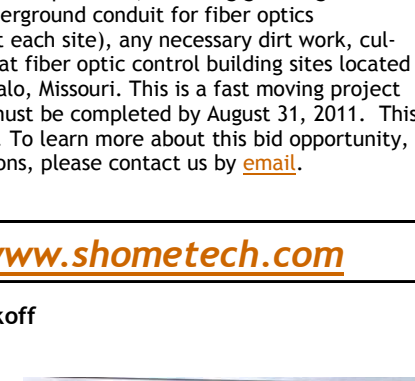 erground conduit for fiber optics
t each site), any necessary dirt work, cul-
at fiber optic control building sites located
alo, Missouri. This is a fast moving project
must be completed by August 31, 2011. This
. To learn more about this bid opportunity,
ons, please contact us by email.
www.shometech.com
koff